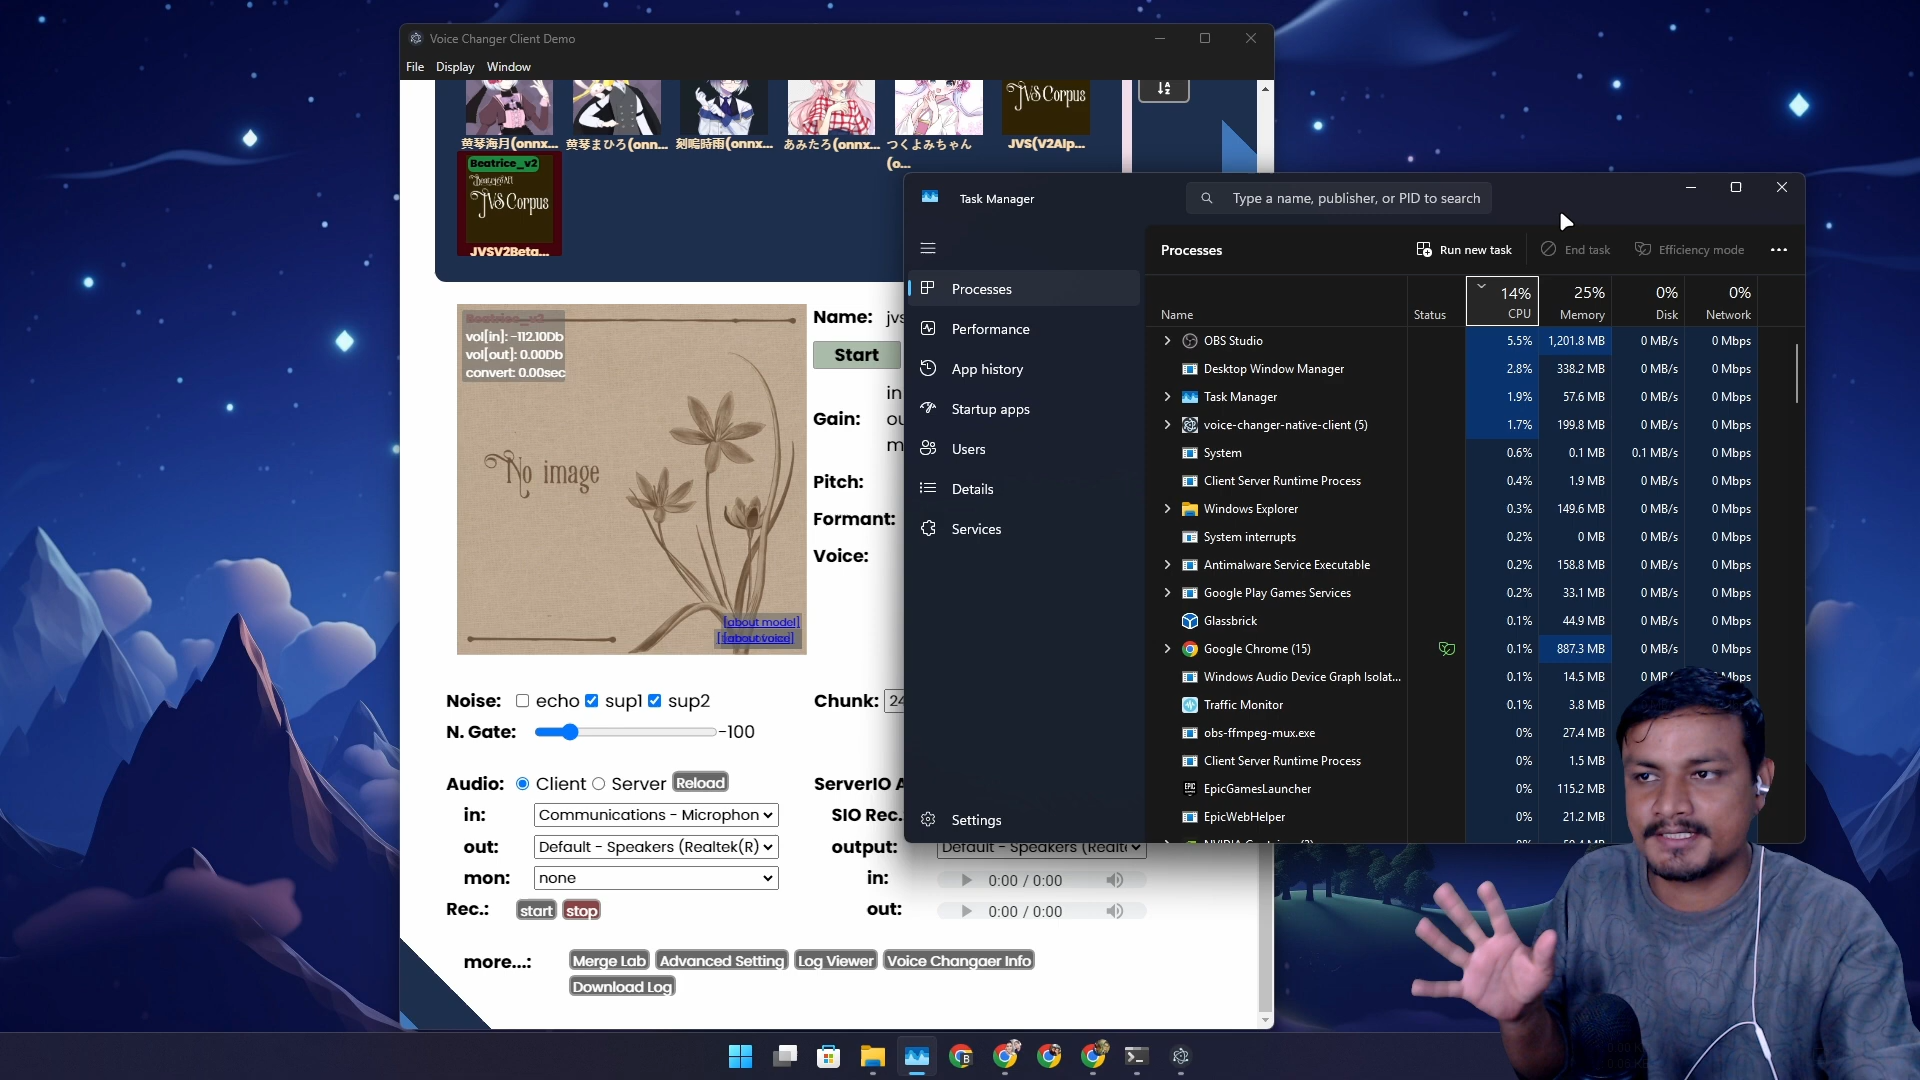 Voice Changer Client Demo
File Display Window
JVS Corpus
黄琴海月(onnx...
黄琴まひろ(onn...
刻鳴時雨(onnx...
あみたろ(onnx...
つくよみちゃん
(o...
JVS(V2Alp...
Beatrice_v2
JVS Corpus
JVSV2Beta...
Beatrice_v2
vol[in]: -112.10Db
vol[out]: 0.00Db
convert: 0.00sec
No image
[about model]
Name: jvs
Start
in
Gain: ou
m
Pitch:
Formant:
Voice:
Noise: echo sup1 sup2
N. Gate: -100
Chunk: 24
Audio: Client Server Reload
in: Communications - Microphon
out: Default - Speakers (Realtek(R)
mon: none
Rec.: start stop
ServerIO A
SIO Rec.
output: Default - Speakers (Realte
in: 0:00 / 0:00
out: 0:00 / 0:00
more...: Merge Lab Advanced Setting Log Viewer Voice Changaer Info
Download Log
Task Manager
Type a name, publisher, or PID to search
Processes
Performance
App history
Startup apps
Users
Details
Services
Settings
Processes
Run new task End task Efficiency mode
14% 25% 0% 0%
Name Status CPU Memory Disk Network
OBS Studio 5.5% 1,201.8 MB 0 MB/s 0 Mbps
Desktop Window Manager 2.8% 338.2 MB 0 MB/s 0 Mbps
Task Manager 1.9% 57.6 MB 0 MB/s 0 Mbps
voice-changer-native-client (5) 1.7% 199.8 MB 0 MB/s 0 Mbps
System 0.6% 0.1 MB 0.1 MB/s 0 Mbps
Client Server Runtime Process 0.4% 1.9 MB 0 MB/s 0 Mbps
Windows Explorer 0.3% 149.6 MB 0 MB/s 0 Mbps
System interrupts 0.2% 0 MB 0 MB/s 0 Mbps
Antimalware Service Executable 0.2% 158.8 MB 0 MB/s 0 Mbps
Google Play Games Services 0.2% 33.1 MB 0 MB/s 0 Mbps
Glassbrick 0.1% 44.9 MB 0 MB/s 0 Mbps
Google Chrome (15) 0.1% 887.3 MB 0 MB/s 0 Mbps
Windows Audio Device Graph Isolat... 0.1% 14.5 MB 0 MB/s Mbps
Traffic Monitor 0.1% 3.8 MB
obs-ffmpeg-mux.exe 0% 27.4 MB
Client Server Runtime Process 0% 1.5 MB
EpicGamesLauncher 0% 115.2 MB
EpicWebHelper 0% 21.2 MB